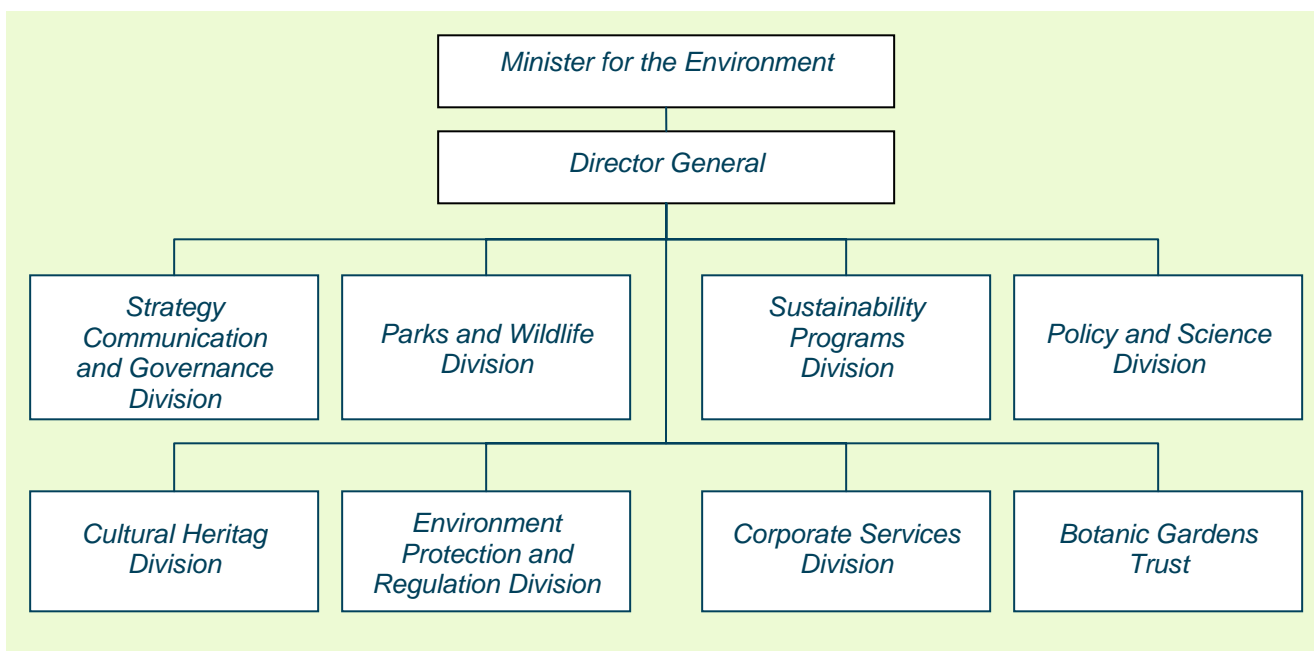 Minister for the Environment
Director General
Strategy
Communication
and Governance
Division
Parks and Wildlife
Division
Sustainability
Programs
Division
Policy and Science
Division
Cultural Heritag
Division
Environment
Protection and
Regulation Division
Corporate Services
Division
Botanic Gardens
Trust